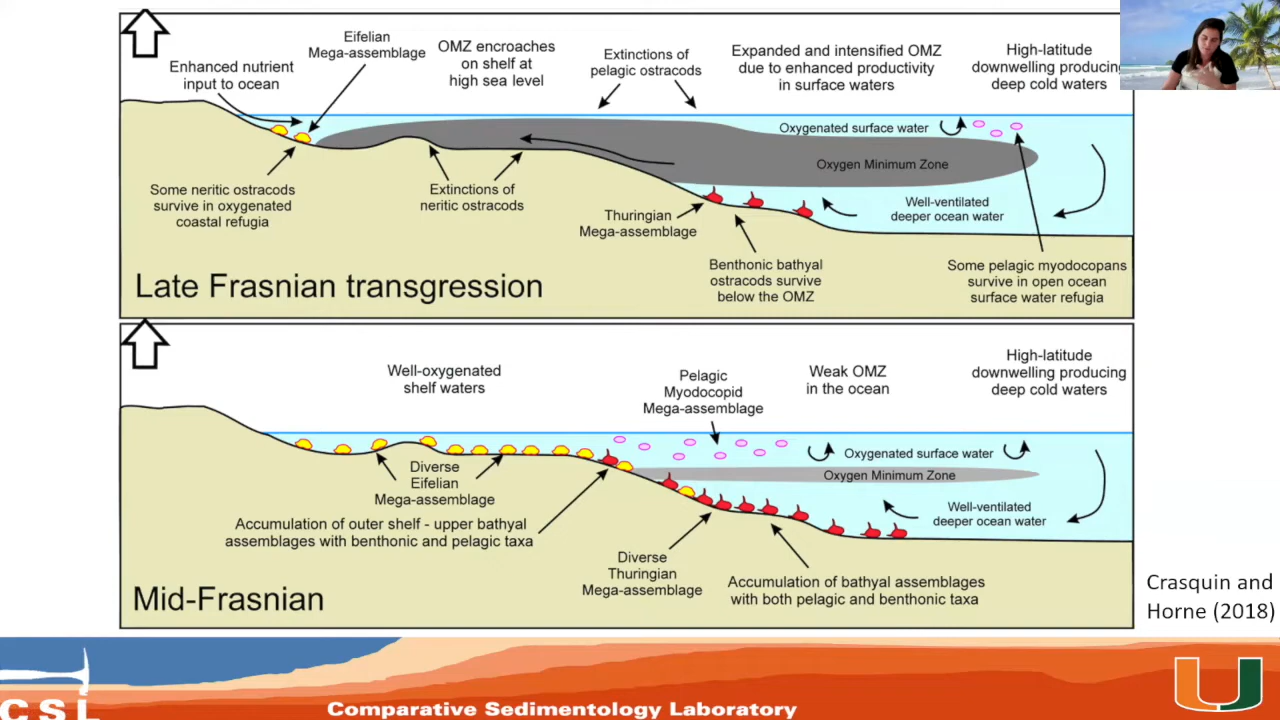 Eifelian
Mega-assemblage
Enhanced nutrient
input to ocean
OMZ encroaches
on shelf at
high sea level
Extinctions of
pelagic ostracods
Expanded and intensified OMZ
due to enhanced productivity
in surface waters
High-latitude
downwelling producing
deep cold waters
Oxygenated surface water
Oxygen Minimum Zone
Some neritic ostracods
survive in oxygenated
coastal refugia
Extinctions of
neritic ostracods
Thuringian
Mega-assemblage
Well-ventilated
deeper ocean water
Benthonic bathyal
ostracods survive
below the OMZ
Some pelagic myodocopans
survive in open ocean
surface water refugia
Late Frasnian transgression
Well-oxygenated
shelf waters
Pelagic
Myodocopid
Mega-assemblage
Weak OMZ
in the ocean
High-latitude
downwelling producing
deep cold waters
Oxygenated surface water
Oxygen Minimum Zone
Diverse
Eifelian
Mega-assemblage
Well-ventilated
deeper ocean water
Accumulation of outer shelf - upper bathyal
assemblages with benthonic and pelagic taxa
Diverse
Thuringian
Mega-assemblage
Accumulation of bathyal assemblages
with both pelagic and benthonic taxa
Mid-Frasnian
Crasquin and
Horne (2018)
CSL
Comparative Sedimentology Laboratory
U